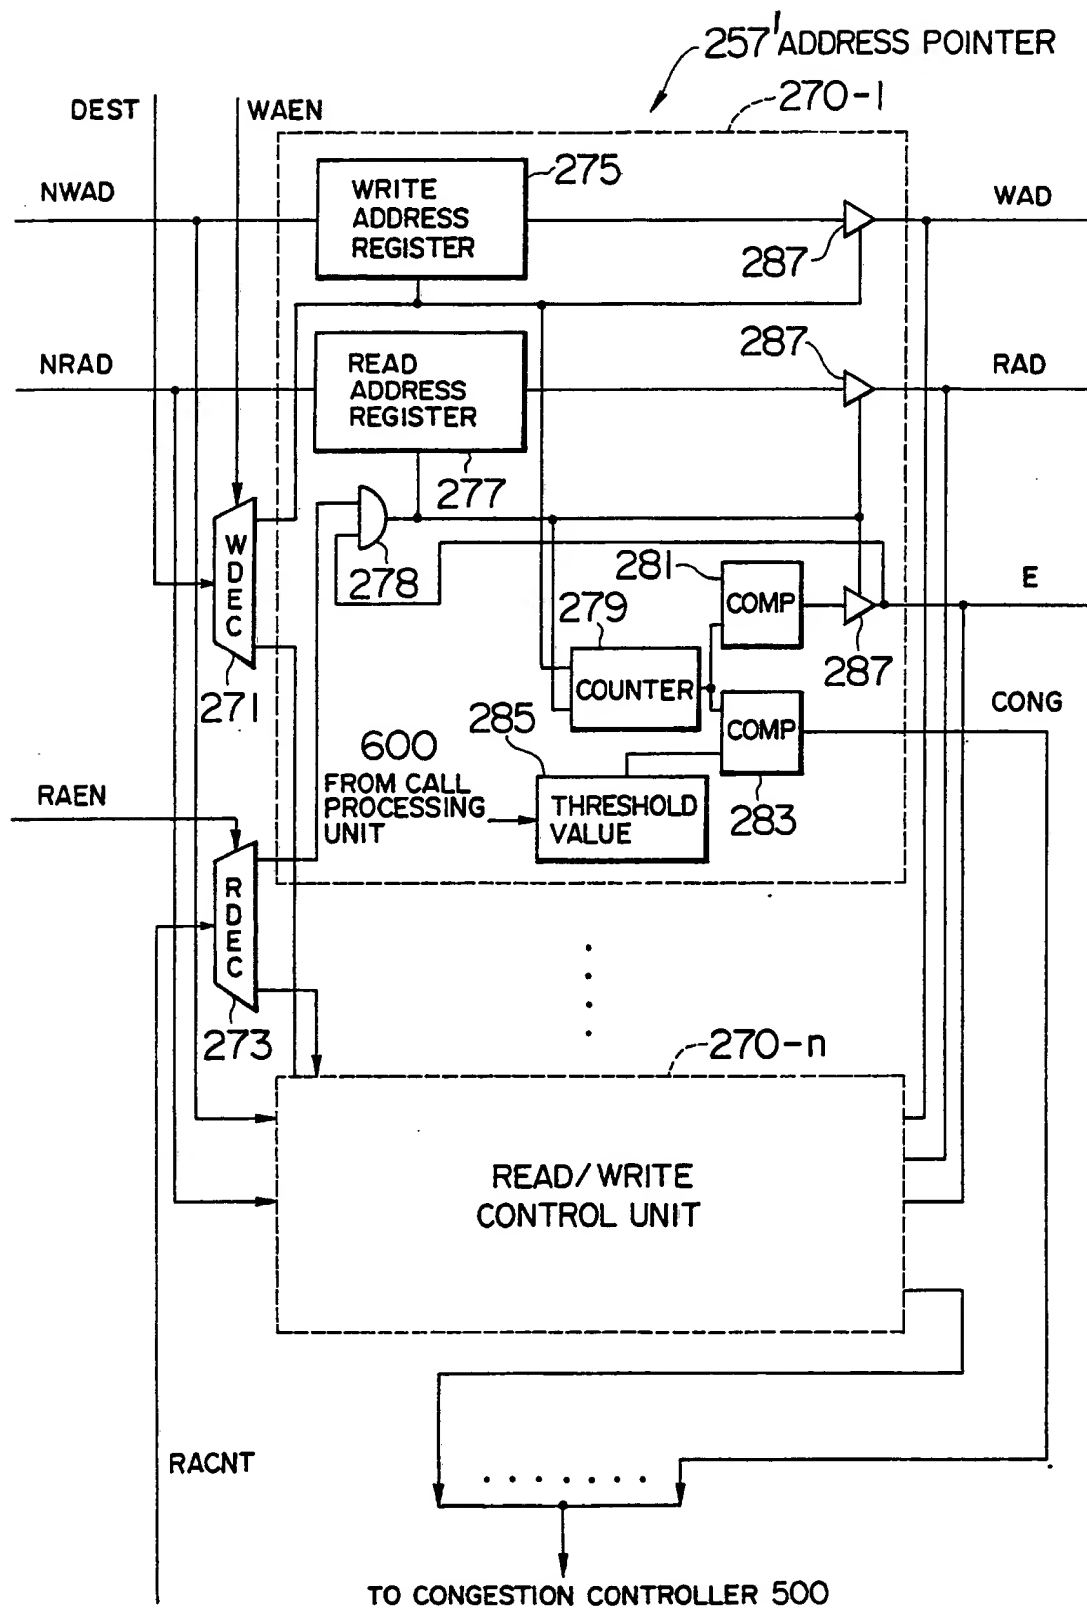 257' ADDRESS POINTER
270-1
DEST
WAEN
275
NWAD
WRITE
ADDRESS
REGISTER
WAD
287
NRAD
READ
ADDRESS
REGISTER
287
RAD
277
278
281
E
WDEC
COMP
279
271
COUNTER
287
CONG
285
COMP
600
FROM CALL
PROCESSING
UNIT
RAEN
THRESHOLD
VALUE
283
RDEC
273
270-n
READ/WRITE
CONTROL UNIT
RACNT
TO CONGESTION CONTROLLER 500